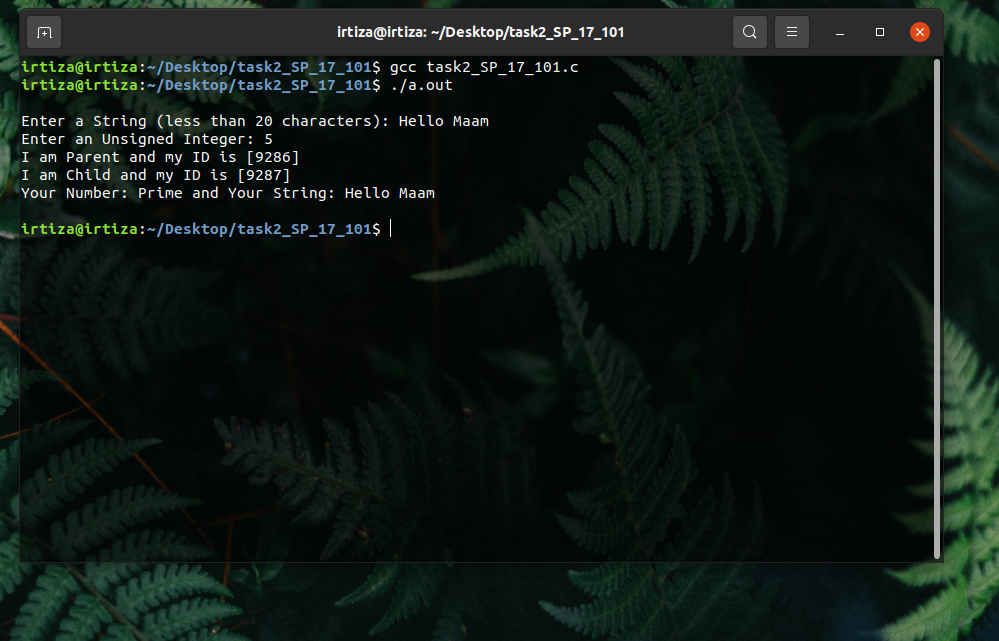 irtiza@irtiza: ~/Desktop/task2_SP_17_101
irtiza@irtiza:~/Desktop/task2_SP_17_101$ gcc task2_SP_17_101.c
irtiza@irtiza:~/Desktop/task2_SP_17_101$ ./a.out
Enter a String (less than 20 characters): Hello Maam
Enter an Unsigned Integer: 5
I am Parent and my ID is [9286]
I am Child and my ID is [9287]
Your Number: Prime and Your String: Hello Maam
irtiza@irtiza:~/Desktop/task2_SP_17_101$